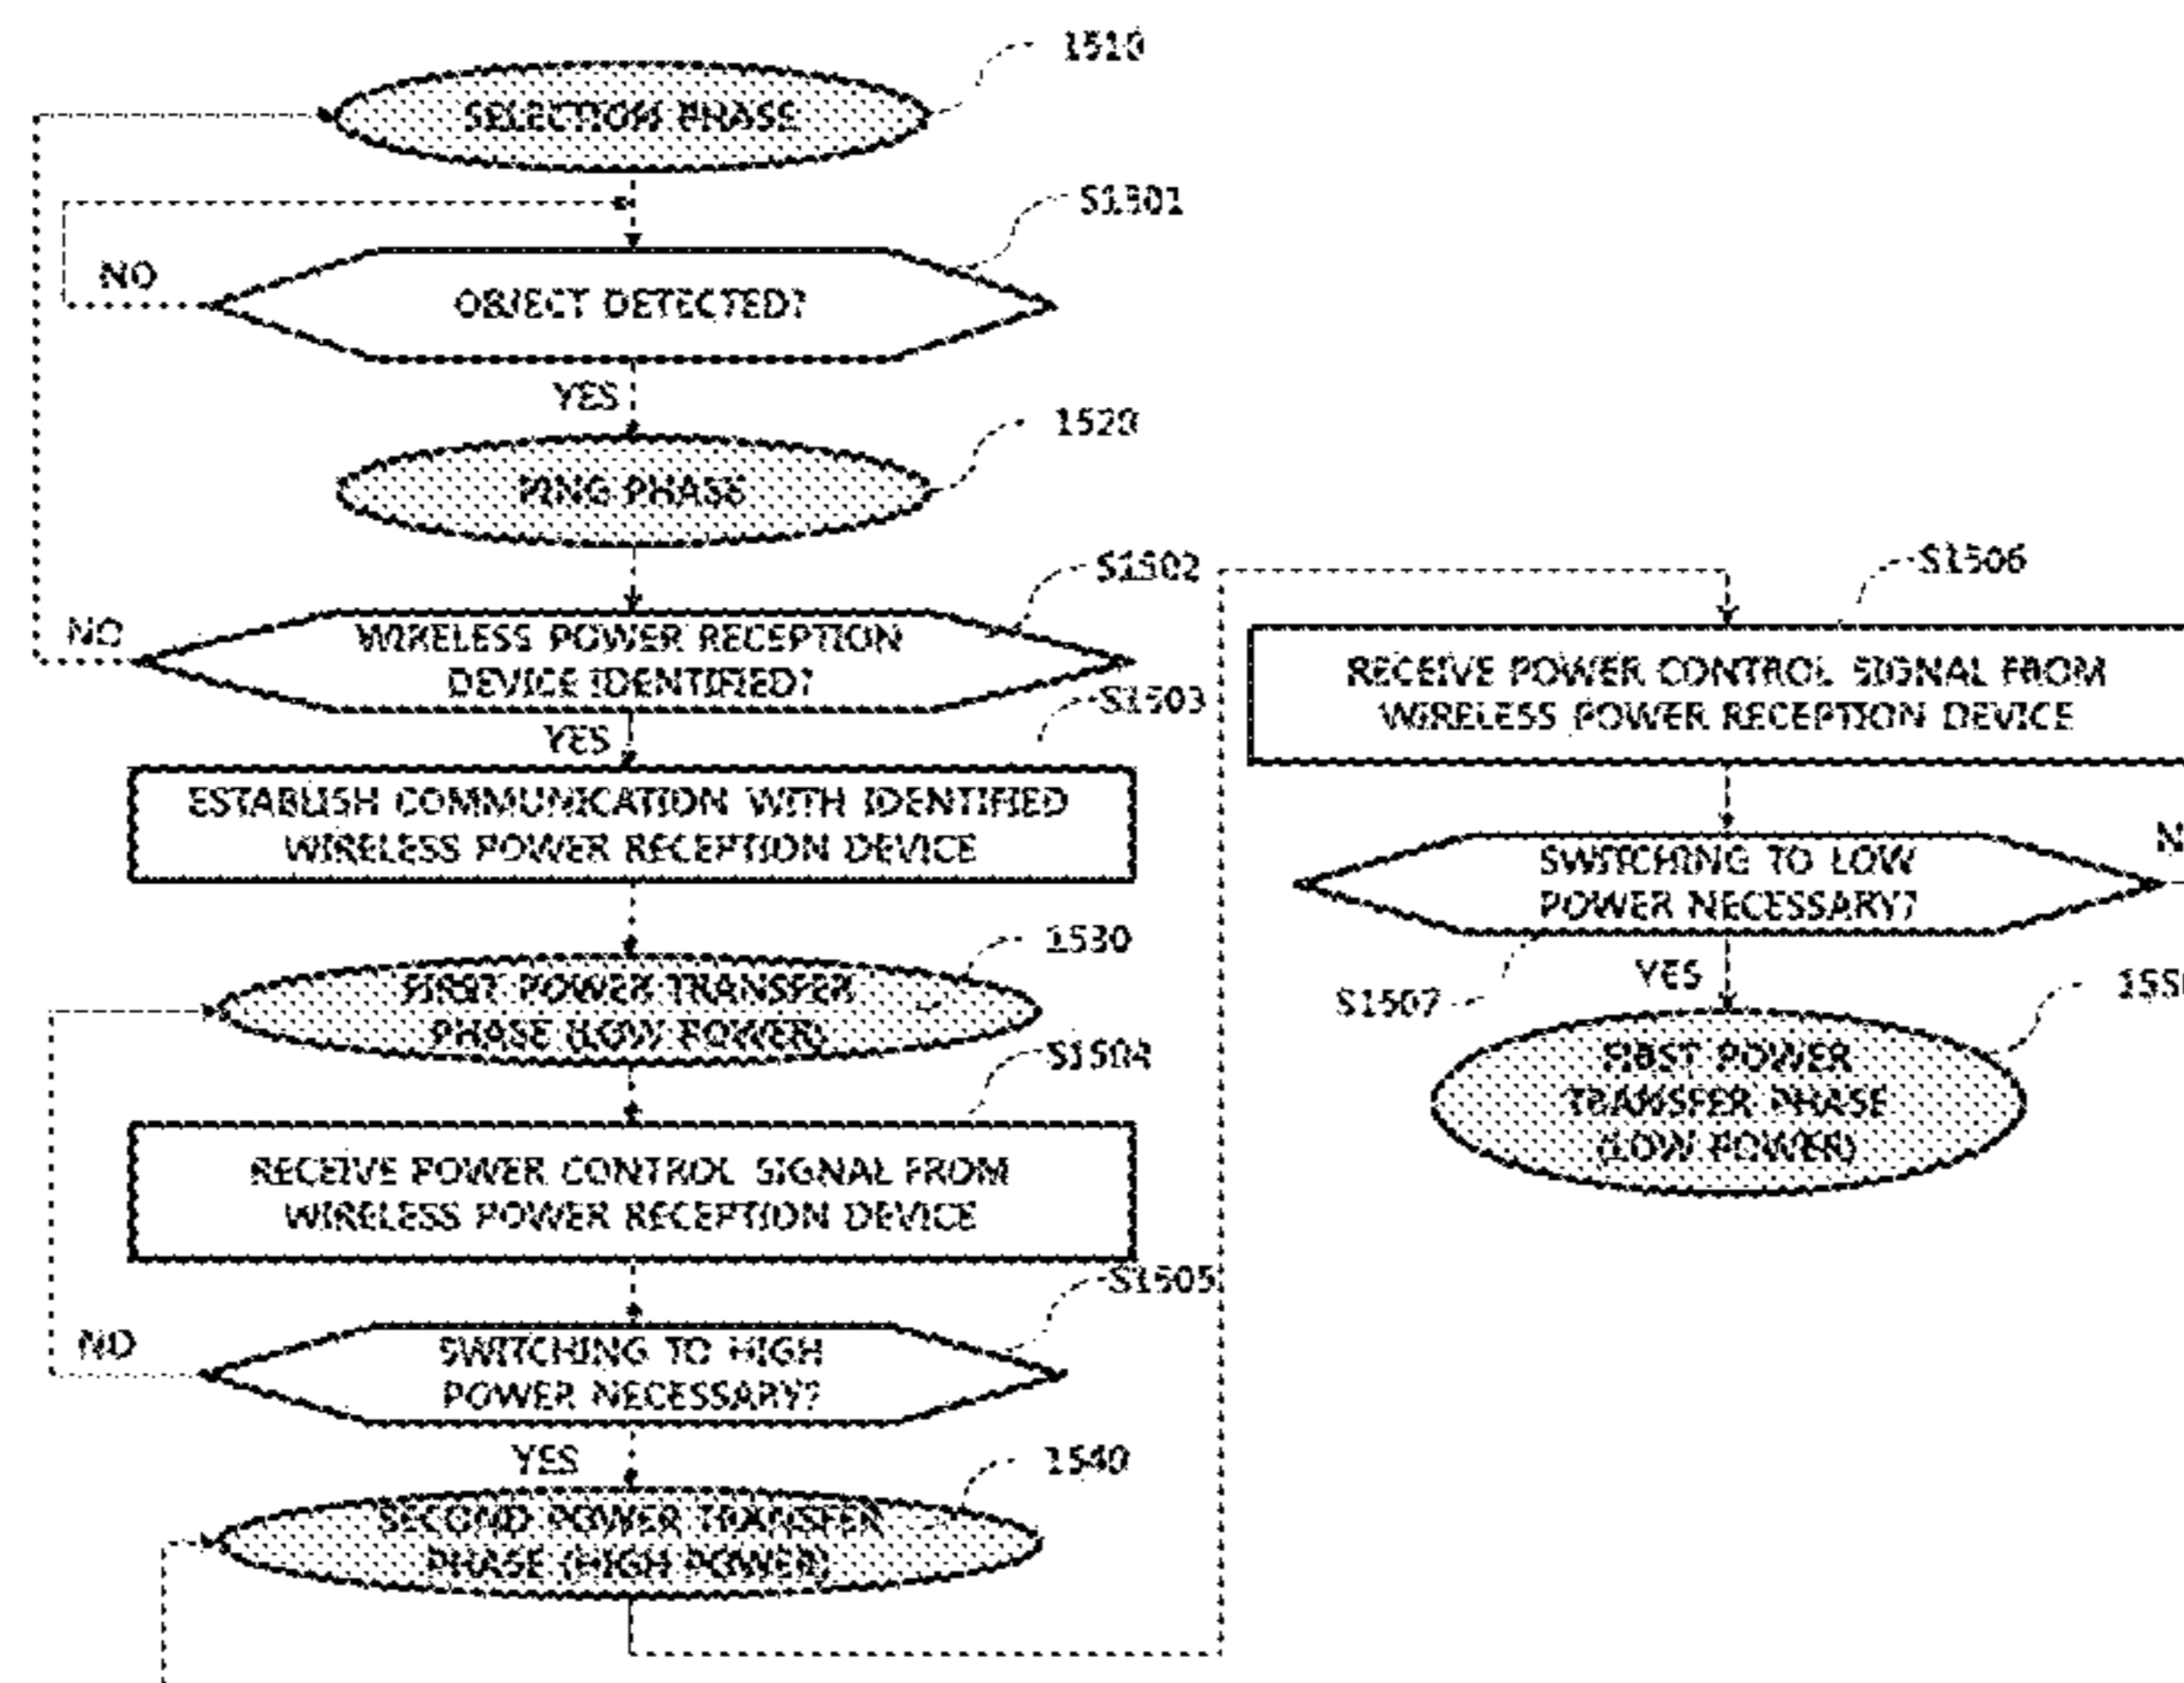 1510
SELECTION PHASE
S1501
NO
OBJECT DETECTED?
YES
1520
PING PHASE
S1502
NO
WIRELESS POWER RECEPTION
DEVICE IDENTIFIED?
S1503
YES
ESTABLISH COMMUNICATION WITH IDENTIFIED
WIRELESS POWER RECEPTION DEVICE
1530
FIRST POWER TRANSFER
PHASE (LOW POWER)
S1504
RECEIVE POWER CONTROL SIGNAL FROM
WIRELESS POWER RECEPTION DEVICE
S1505
NO
SWITCHING TO HIGH
POWER NECESSARY?
YES
1540
SECOND POWER TRANSFER
PHASE (HIGH POWER)
S1506
RECEIVE POWER CONTROL SIGNAL FROM
WIRELESS POWER RECEPTION DEVICE
SWITCHING TO LOW
POWER NECESSARY?
YES
S1507
FIRST POWER
TRANSFER PHASE
(LOW POWER)